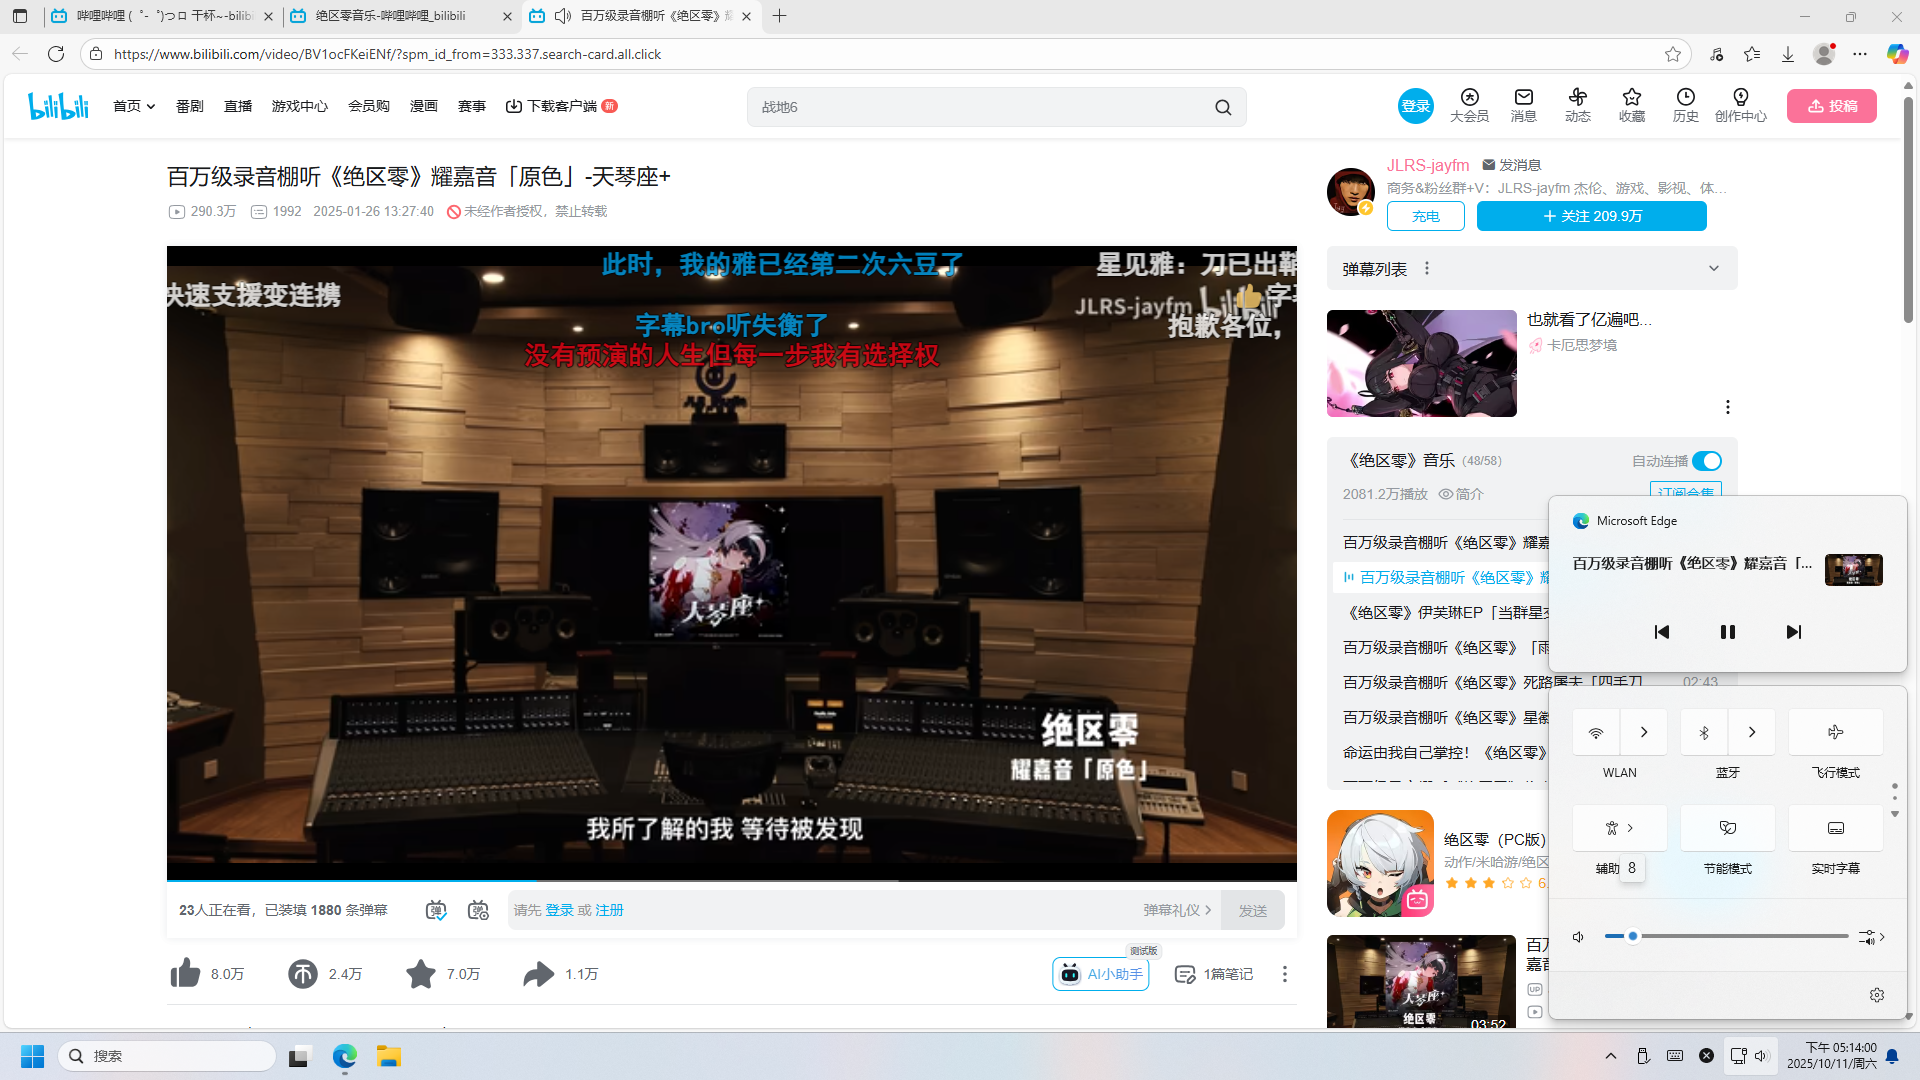 哔哩哔哩 (゜-゜)つロ 干杯~-bilib
绝区零音乐-哔哩哔哩_bilibili
百万级录音棚听《绝区零》
https://www.bilibili.com/video/BV1ocFKeiENf/?spm_id_from=333.337.search-card.all.click
bilibili
首页
番剧
直播
游戏中心
会员购
漫画
赛事
下载客户端
新
战地6
登录
大会员
消息
动态
收藏
历史
创作中心
投稿
百万级录音棚听《绝区零》耀嘉音「原色」-天琴座+
290.3万
1992
2025-01-26 13:27:40
未经作者授权，禁止转载
JLRS-jayfm
发消息
商务&粉丝群+V：JLRS-jayfm 杰伦、游戏、影视、体...
充电
+ 关注 209.9万
此时，我的雅已经第二次六豆了
星见雅：刀已出鞘
快速支援变连携
JLRS-jayfm bilibili
字幕bro听失衡了
抱歉各位，
没有预演的人生但每一步我有选择权
天琴座+
绝区零
耀嘉音「原色」
我所了解的我 等待被发现
弹幕列表
也就看了亿遍吧...
卡厄思梦境
《绝区零》音乐
(48/58)
自动连播
2081.2万播放
简介
订阅合集
百万级录音棚听《绝区零》耀嘉
百万级录音棚听《绝区零》耀
《绝区零》伊芙琳EP「当群星交
百万级录音棚听《绝区零》「雨
百万级录音棚听《绝区零》死路屠夫「四手刀
02:43
百万级录音棚听《绝区零》星徽
命运由我自己掌控！《绝区零》
绝区零（PC版）
动作/米哈游/绝区
6.
百万
嘉音
UP
天琴座+
绝区零
03:52
23人正在看，已装填 1880 条弹幕
请先 登录 或 注册
弹幕礼仪
发送
8.0万
2.4万
7.0万
1.1万
测试版
AI小助手
1篇笔记
Microsoft Edge
百万级录音棚听《绝区零》耀嘉音「...
WLAN
蓝牙
飞行模式
辅助
8
节能模式
实时字幕
搜索
下午 05:14:00
2025/10/11/周六